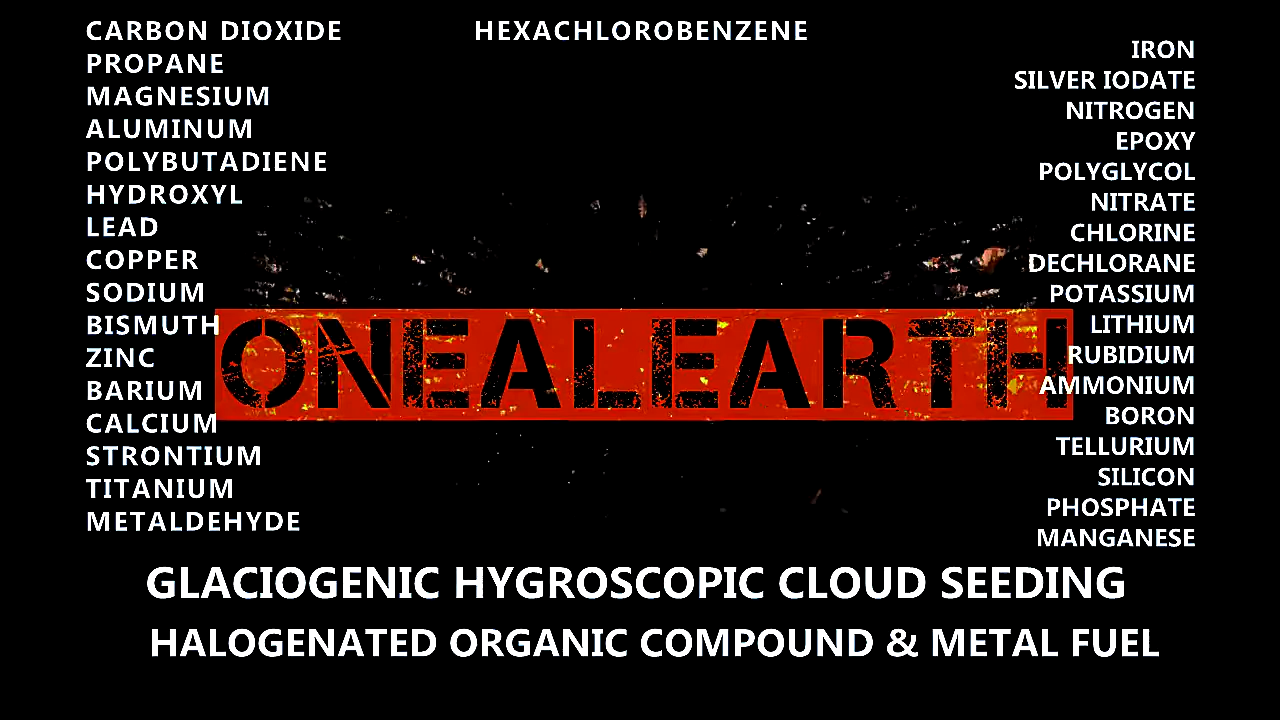 CARBON DIOXIDE
PROPANE
MAGNESIUM
ALUMINUM
POLYBUTADIENE
HYDROXYL
LEAD
COPPER
SODIUM
BISMUTH
ZINC
BARIUM
CALCIUM
STRONTIUM
TITANIUM
METALDEHYDE
HEXACHLOROBENZENE
IRON
SILVER IODATE
NITROGEN
EPOXY
POLYGLYCOL
NITRATE
CHLORINE
DECHLORANE
POTASSIUM
LITHIUM
RUBIDIUM
AMMONIUM
BORON
TELLURIUM
SILICON
PHOSPHATE
MANGANESE
ONEALEARTH
GLACIOGENIC HYGROSCOPIC CLOUD SEEDING
HALOGENATED ORGANIC COMPOUND & METAL FUEL